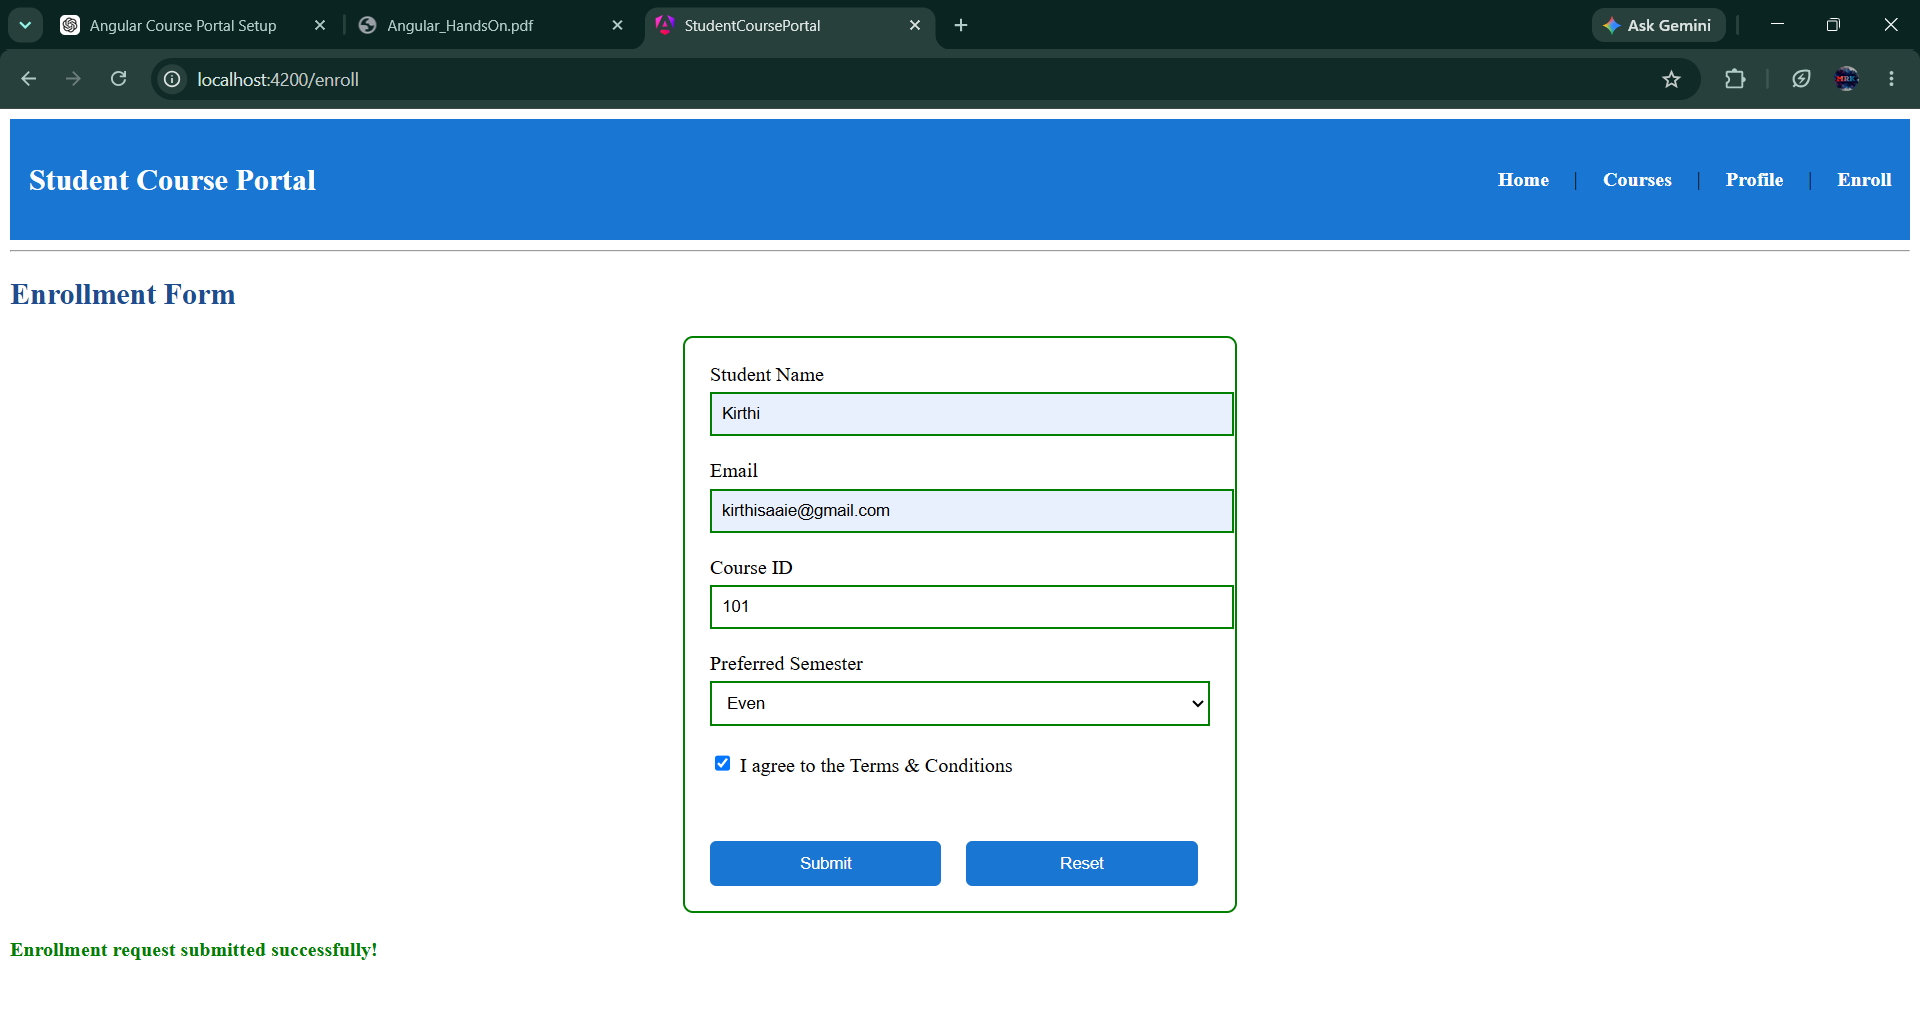 Angular Course Portal Setup
Angular_HandsOn.pdf
StudentCoursePortal
Ask Gemini
localhost:4200/enroll
Student Course Portal
Home | Courses | Profile | Enroll
Enrollment Form
Student Name
Kirthi
Email
kirthisaaie@gmail.com
Course ID
101
Preferred Semester
Even
I agree to the Terms & Conditions
Submit
Reset
Enrollment request submitted successfully!